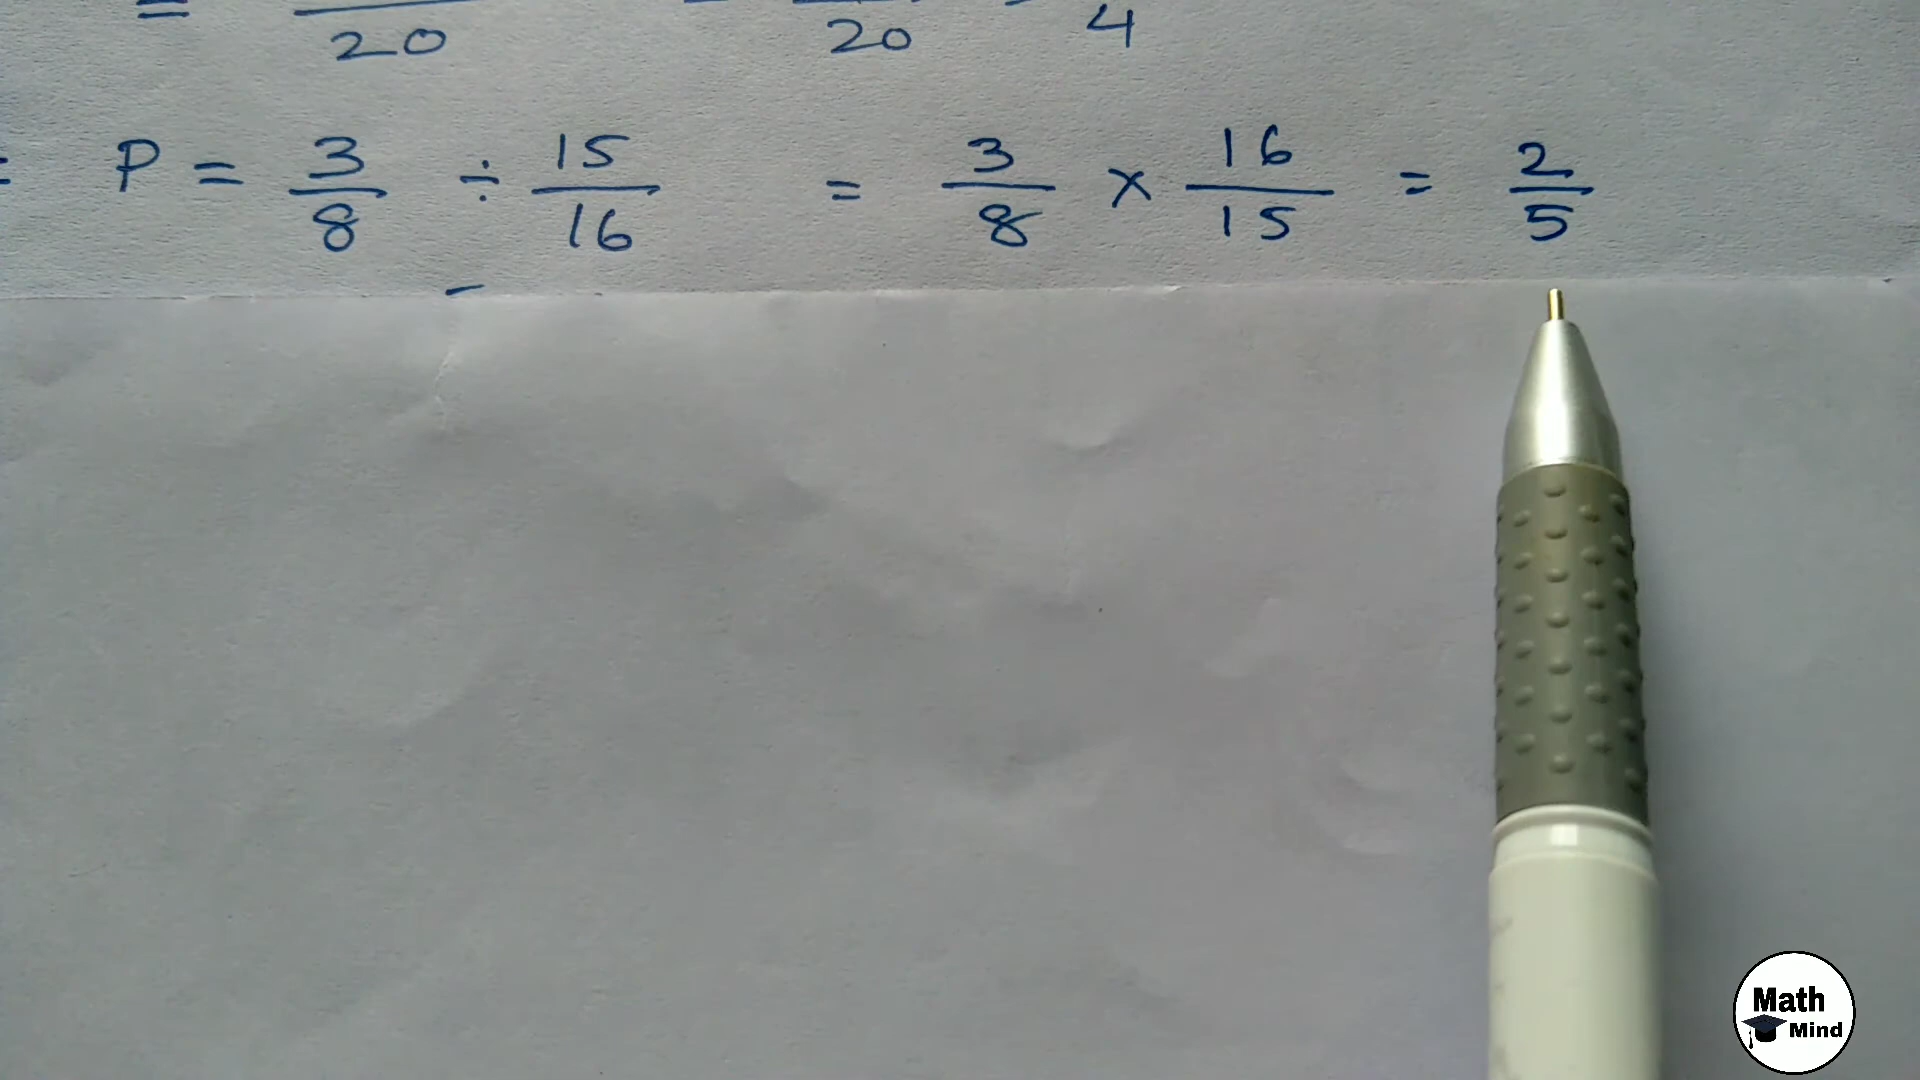 = 20 = 20 - 4
= P = 3/8 ÷ 15/16 = 3/8 × 16/15 = 2/5
Math
Mind